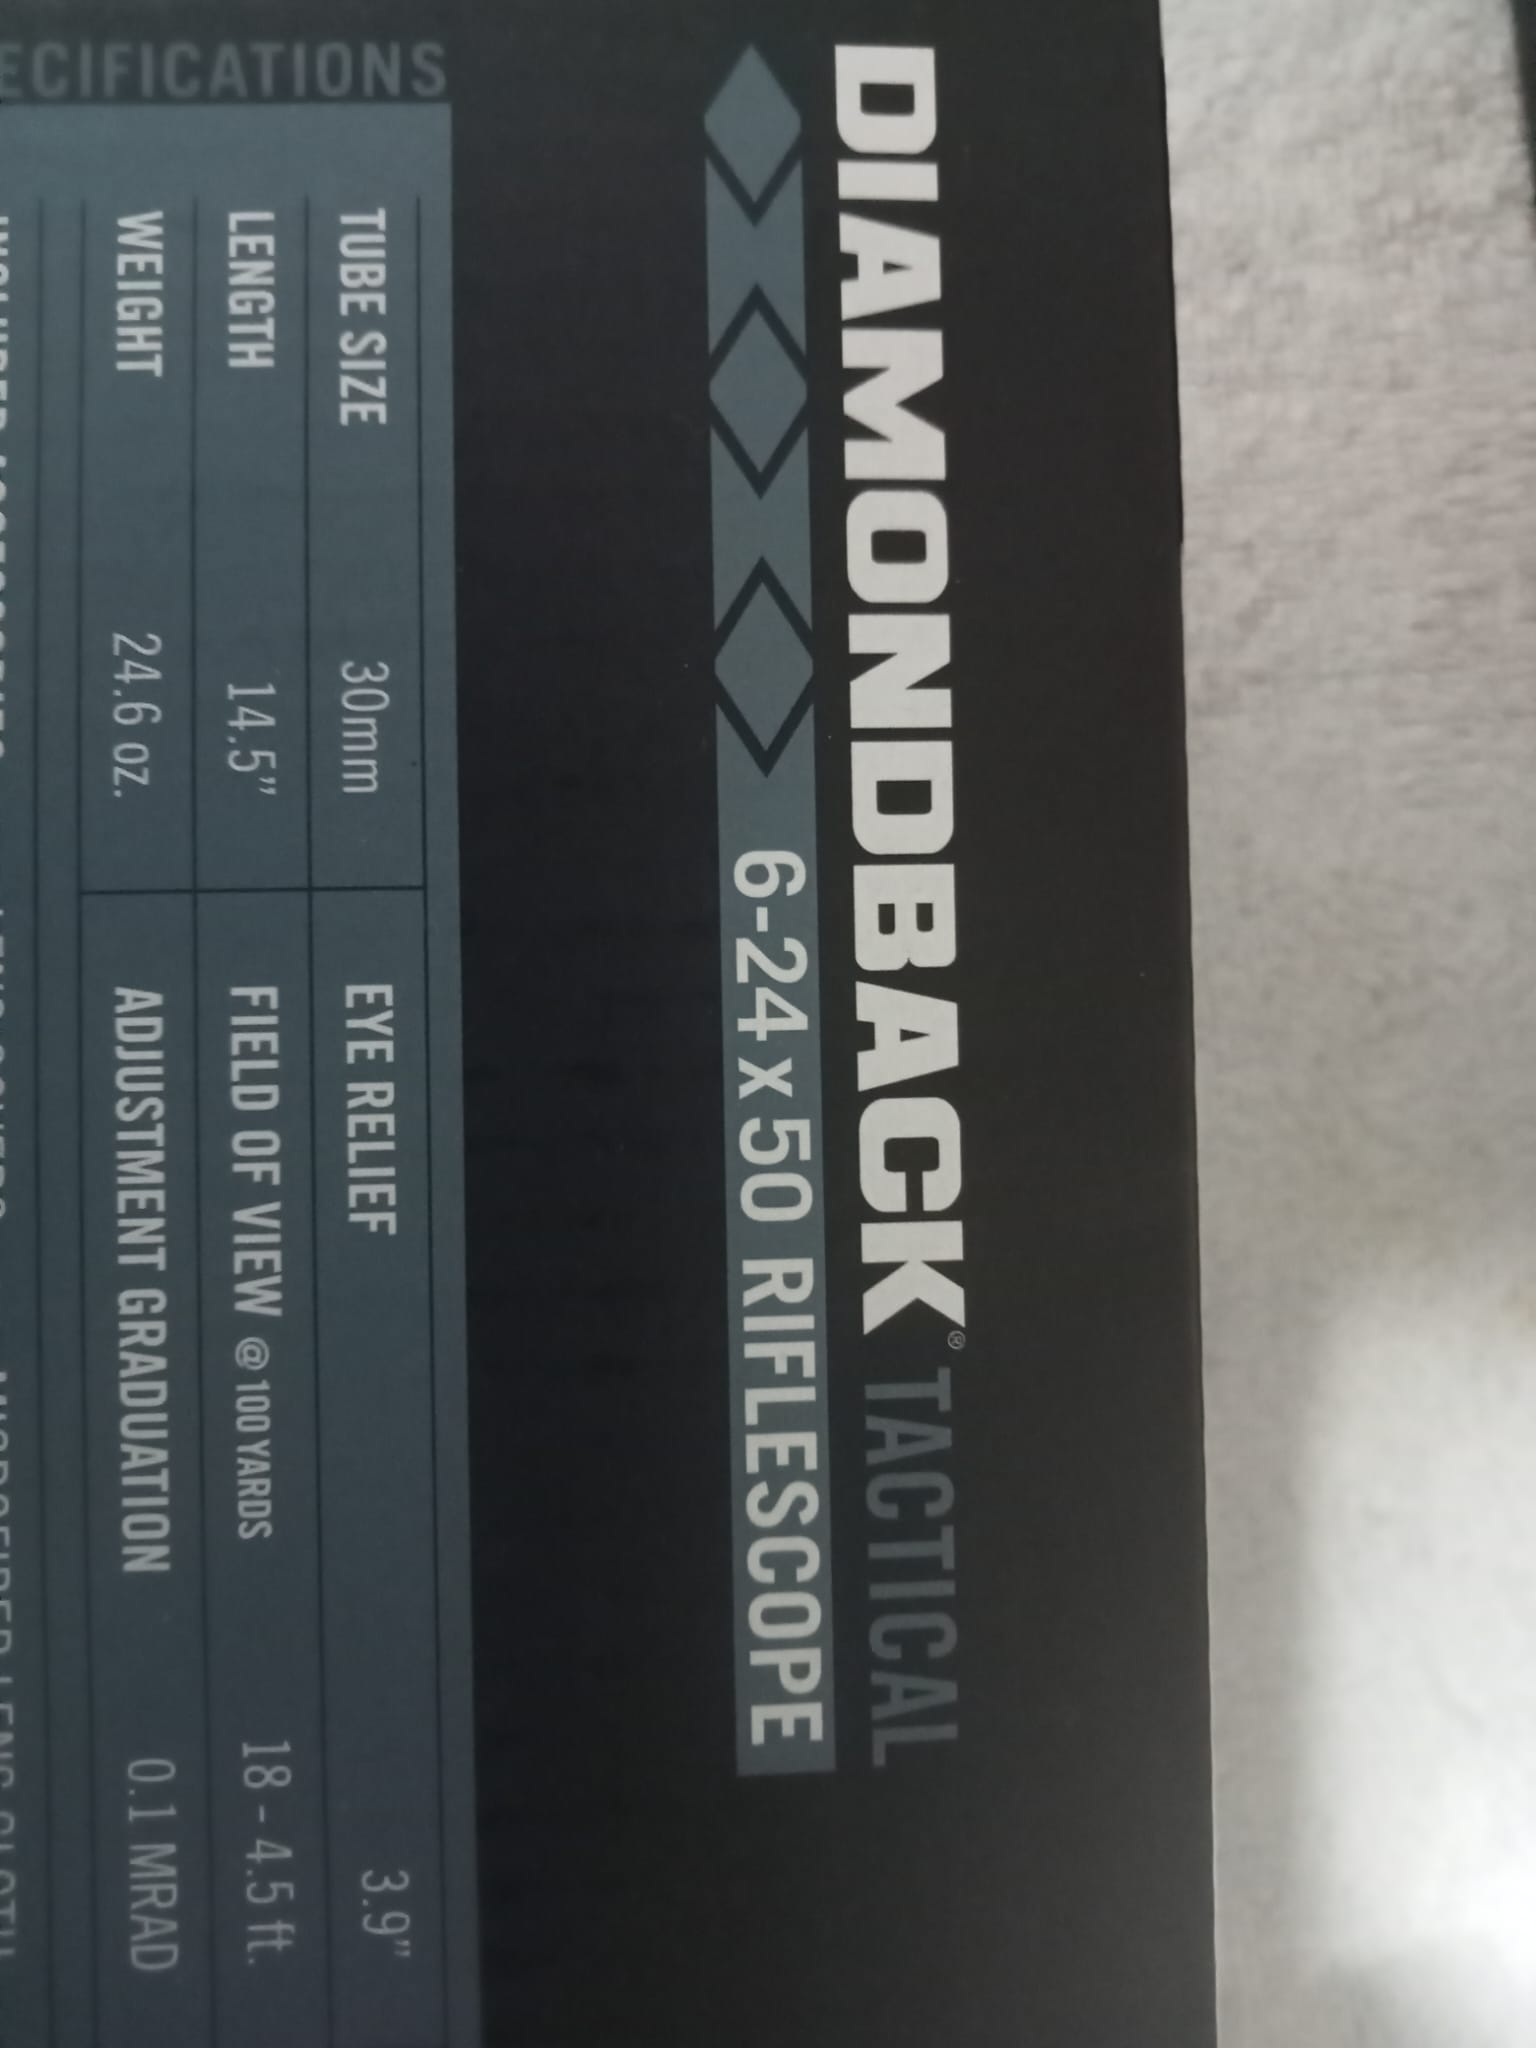 DIAMONDBACK® TACTICAL
6-24 x 50 RIFLESCOPE
TUBE SIZE 30mm EYE RELIEF 3.9”
LENGTH 14.5” FIELD OF VIEW @ 100 YARDS 18 - 4.5 ft.
WEIGHT 24.6 oz. ADJUSTMENT GRADUATION 0.1 MRAD